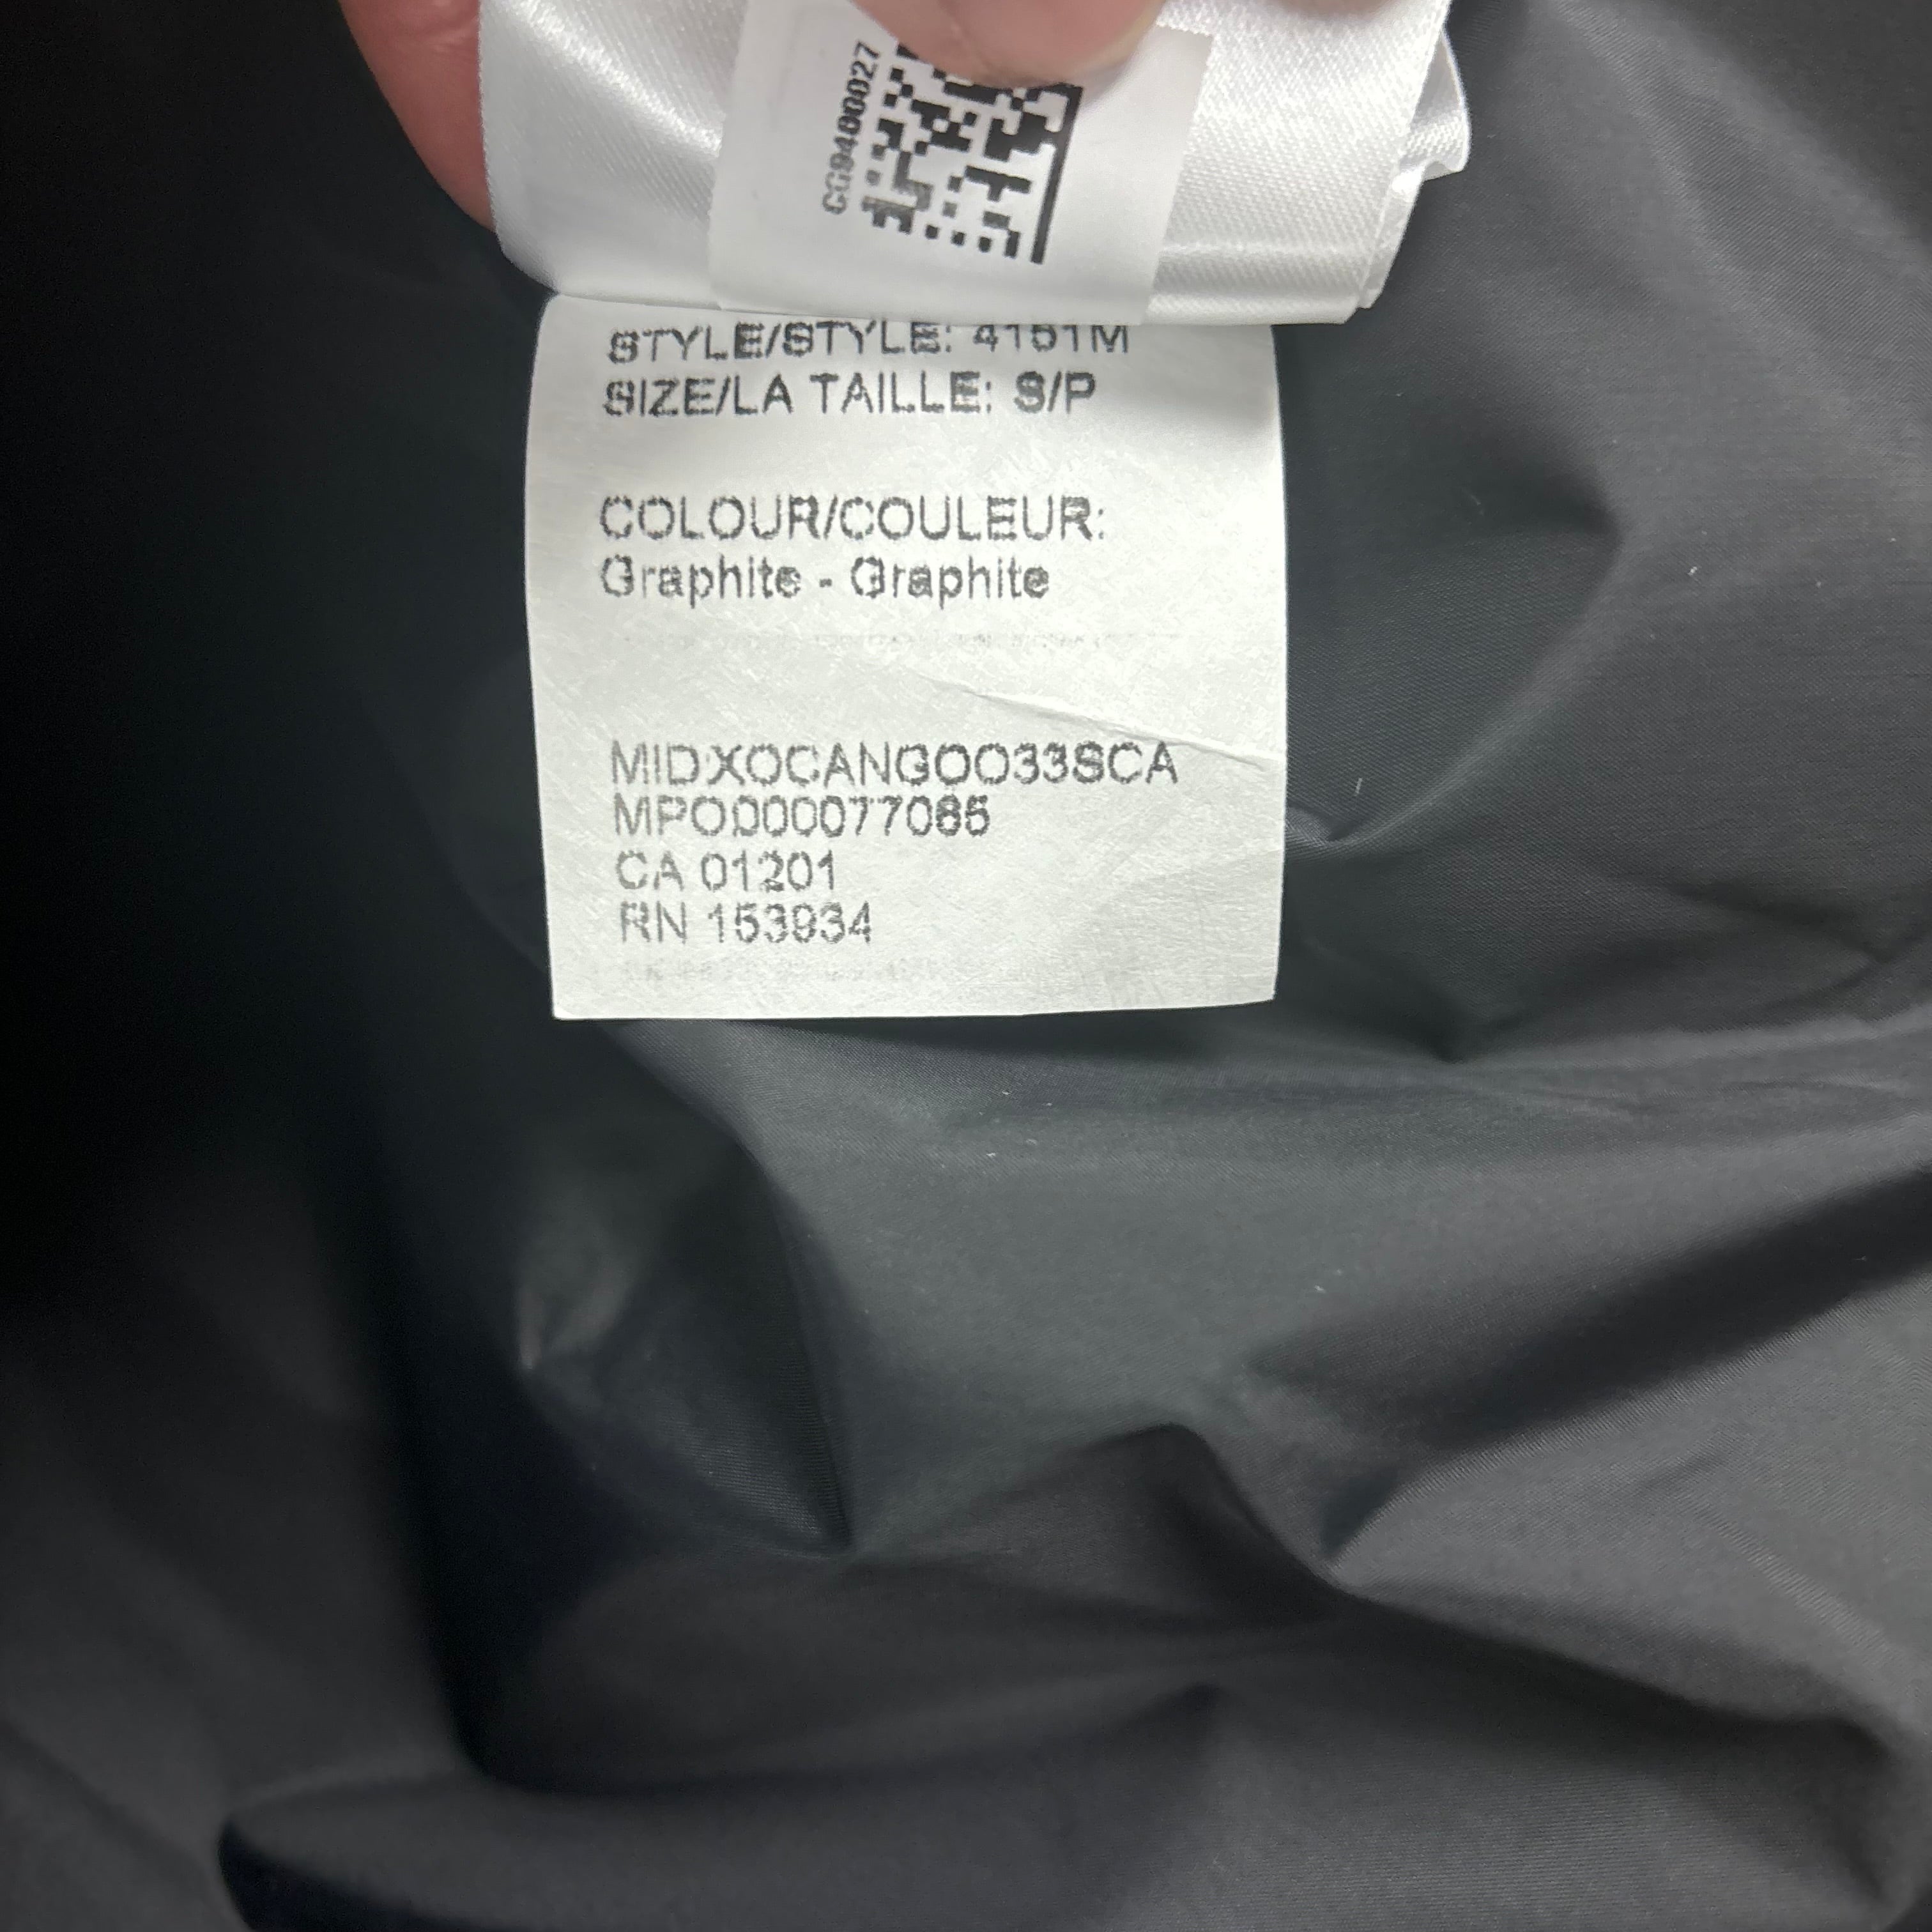 CG9400027
STYLE/STYLE: 4151M
SIZE/LA TAILLE: S/P
COLOUR/COULEUR:
Graphite - Graphite
MIDXOCANGOO33SCA
MPO000077085
CA 01201
RN 153934